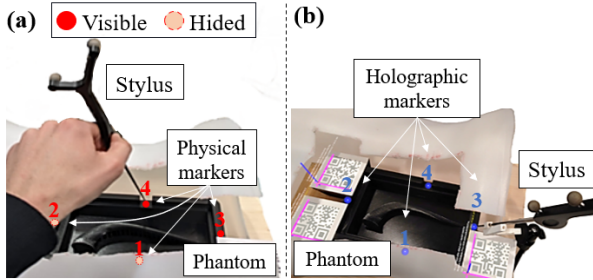 (a)
Visible
Hided
Stylus
Physical
markers
4
2
3
1
Phantom
(b)
Holographic
markers
Stylus
4
2
3
1
Phantom